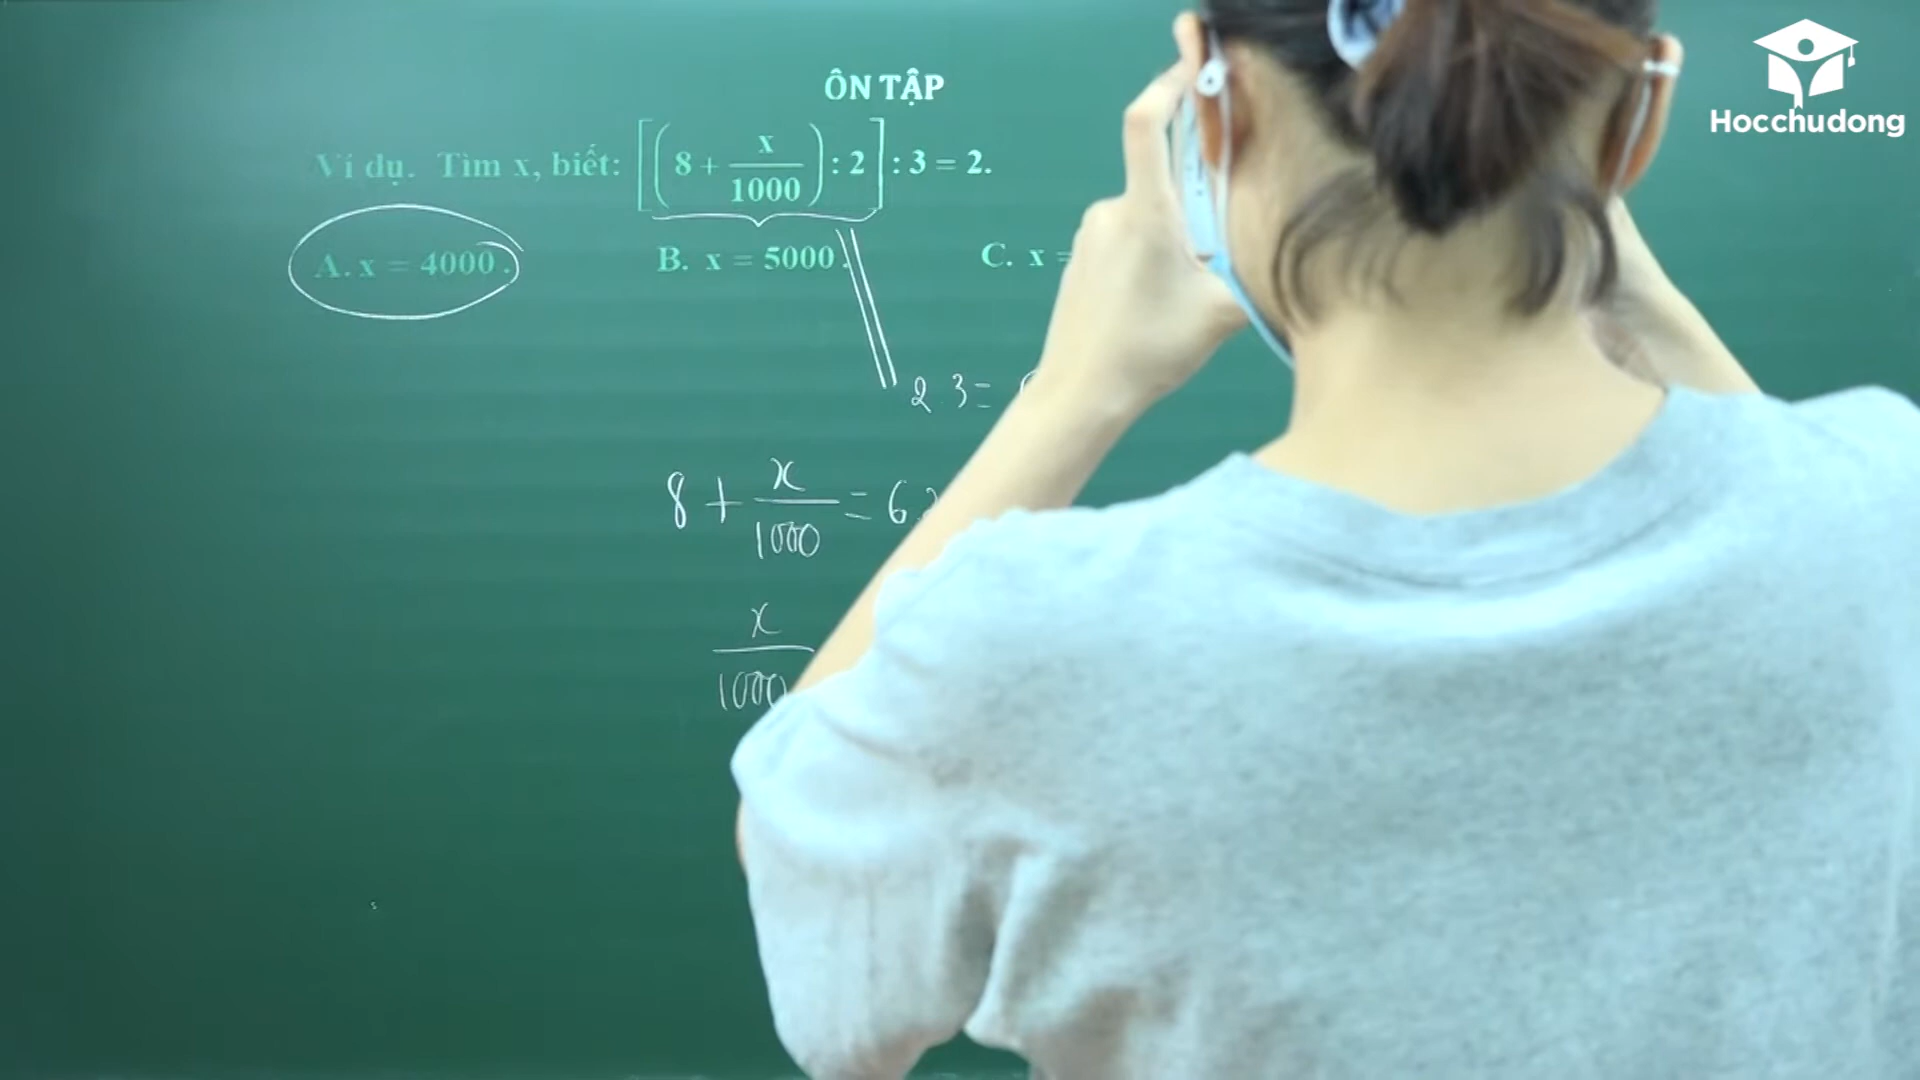 Hocchudong
ÔN TẬP
Ví dụ. Tìm x, biết: [(8 + x/1000) : 2] : 3 = 2.
A. x = 4000. B. x = 5000. C. x =
2.3 =
8 + x/1000 = 6.
x/1000